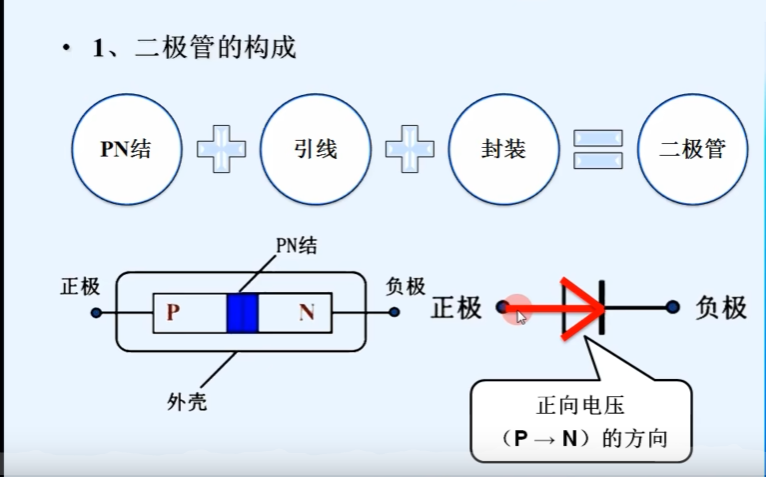 • 1、二极管的构成
PN结
引线
封装
二极管
PN结
正极
P
N
负极
外壳
正极
负极
正向电压
（P → N）的方向